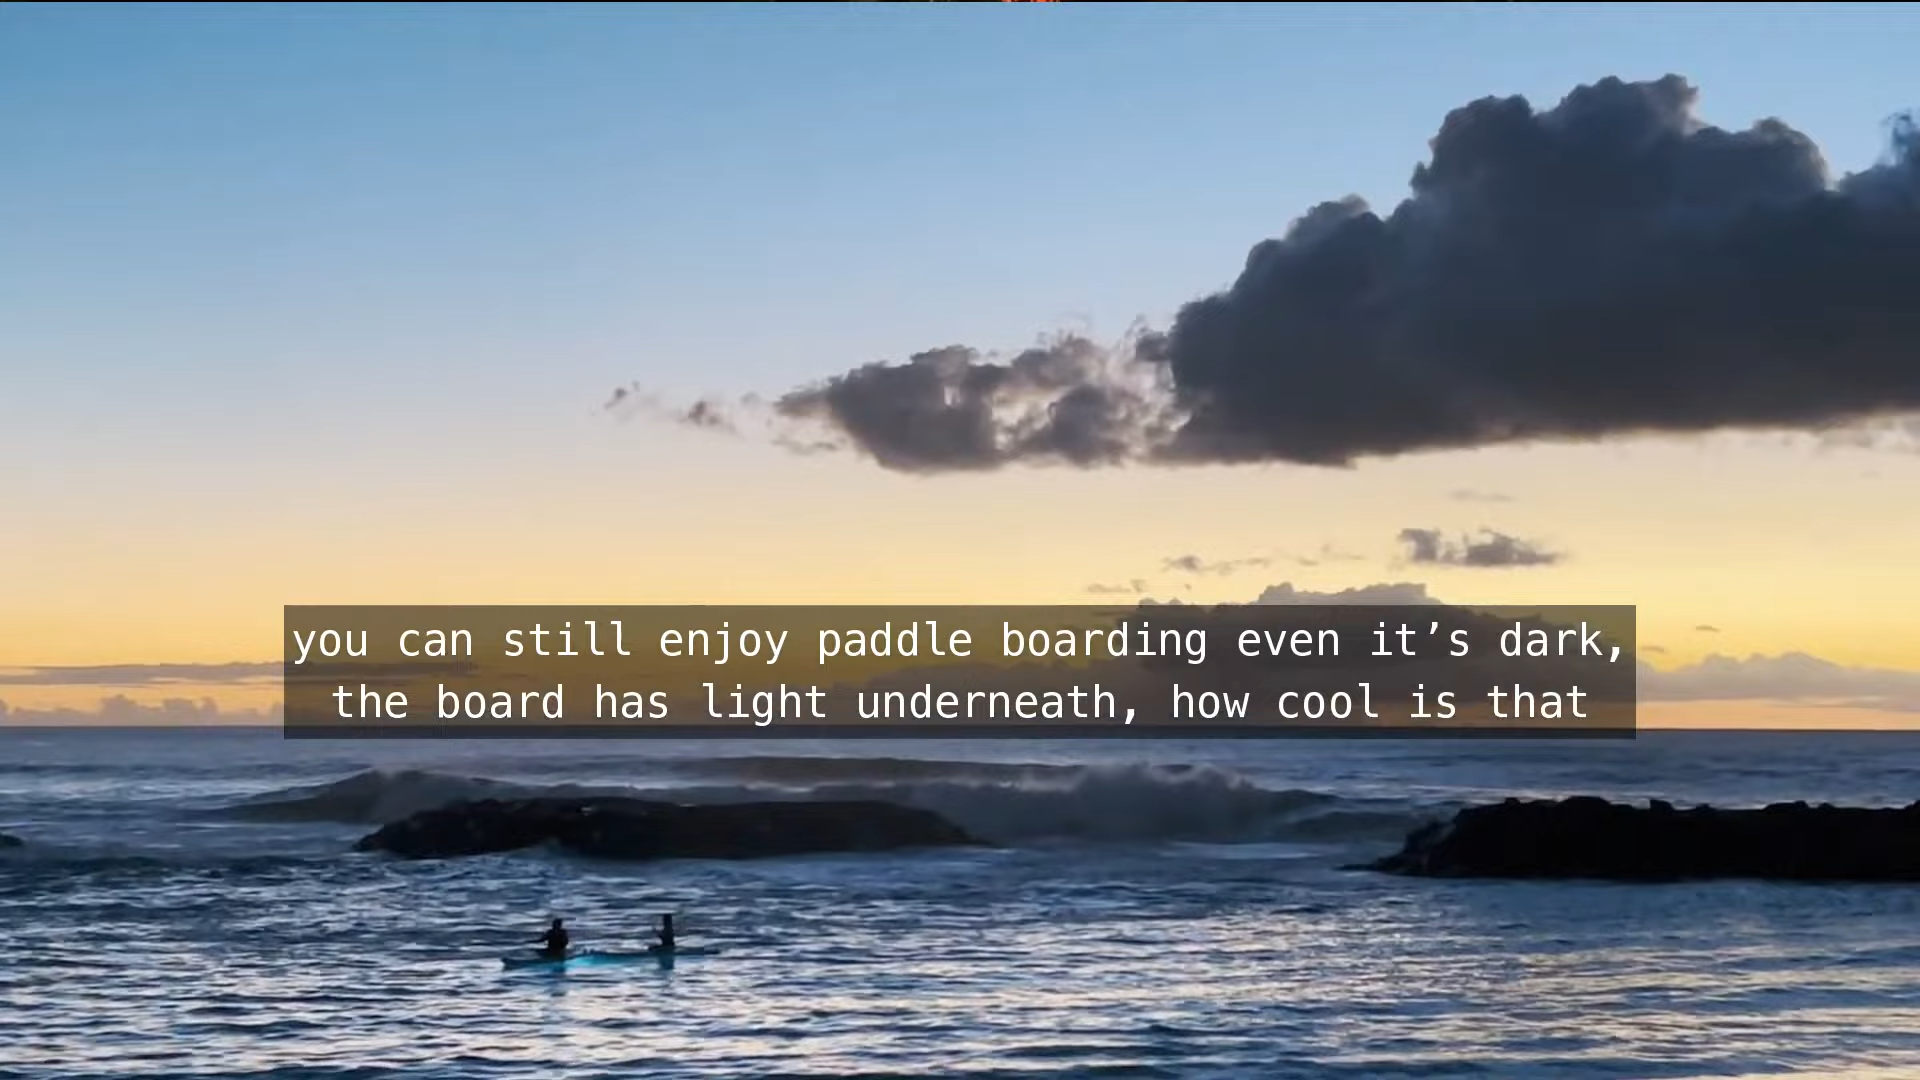 you can still enjoy paddle boarding even it’s dark,
the board has light underneath, how cool is that